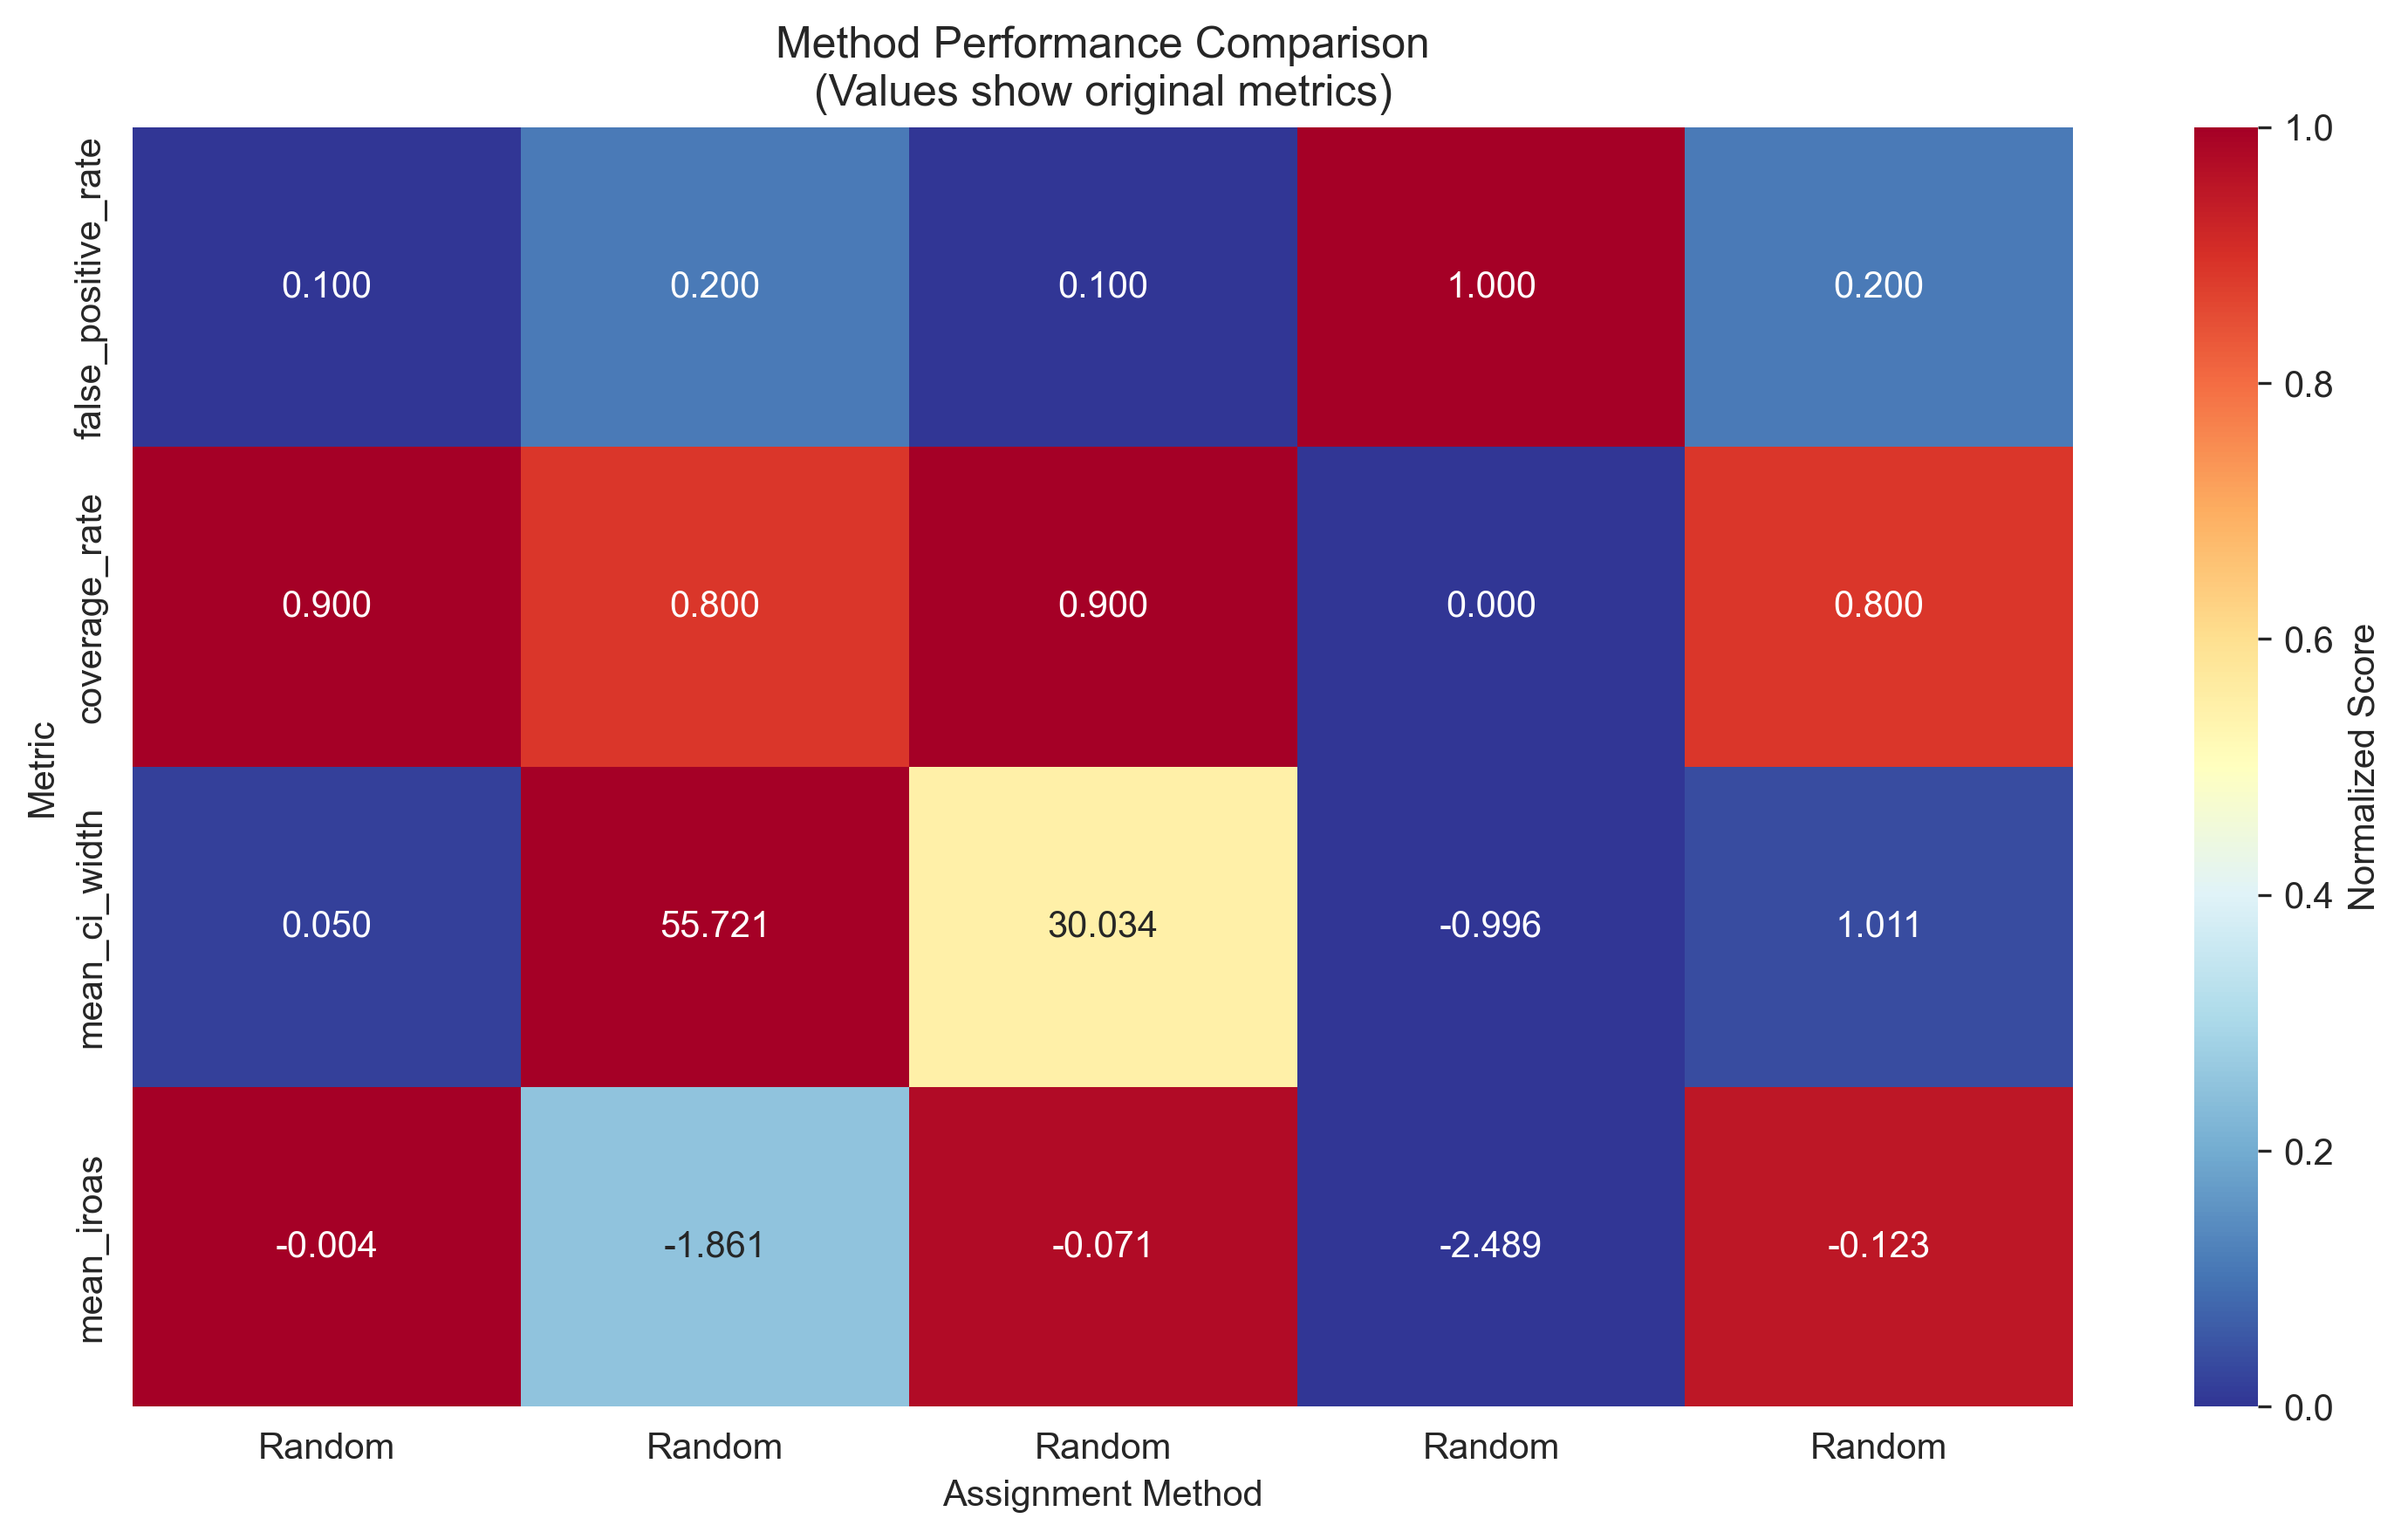 Method Performance Comparison
(Values show original metrics)
Metric
false_positive_rate
0.100 0.200 0.100 1.000 0.200
coverage_rate
0.900 0.800 0.900 0.000 0.800
mean_ci_width
0.050 55.721 30.034 -0.996 1.011
mean_iroas
-0.004 -1.861 -0.071 -2.489 -0.123
Random Random Random Random Random
Assignment Method
1.0
0.8
0.6
0.4
0.2
0.0
Normalized Score